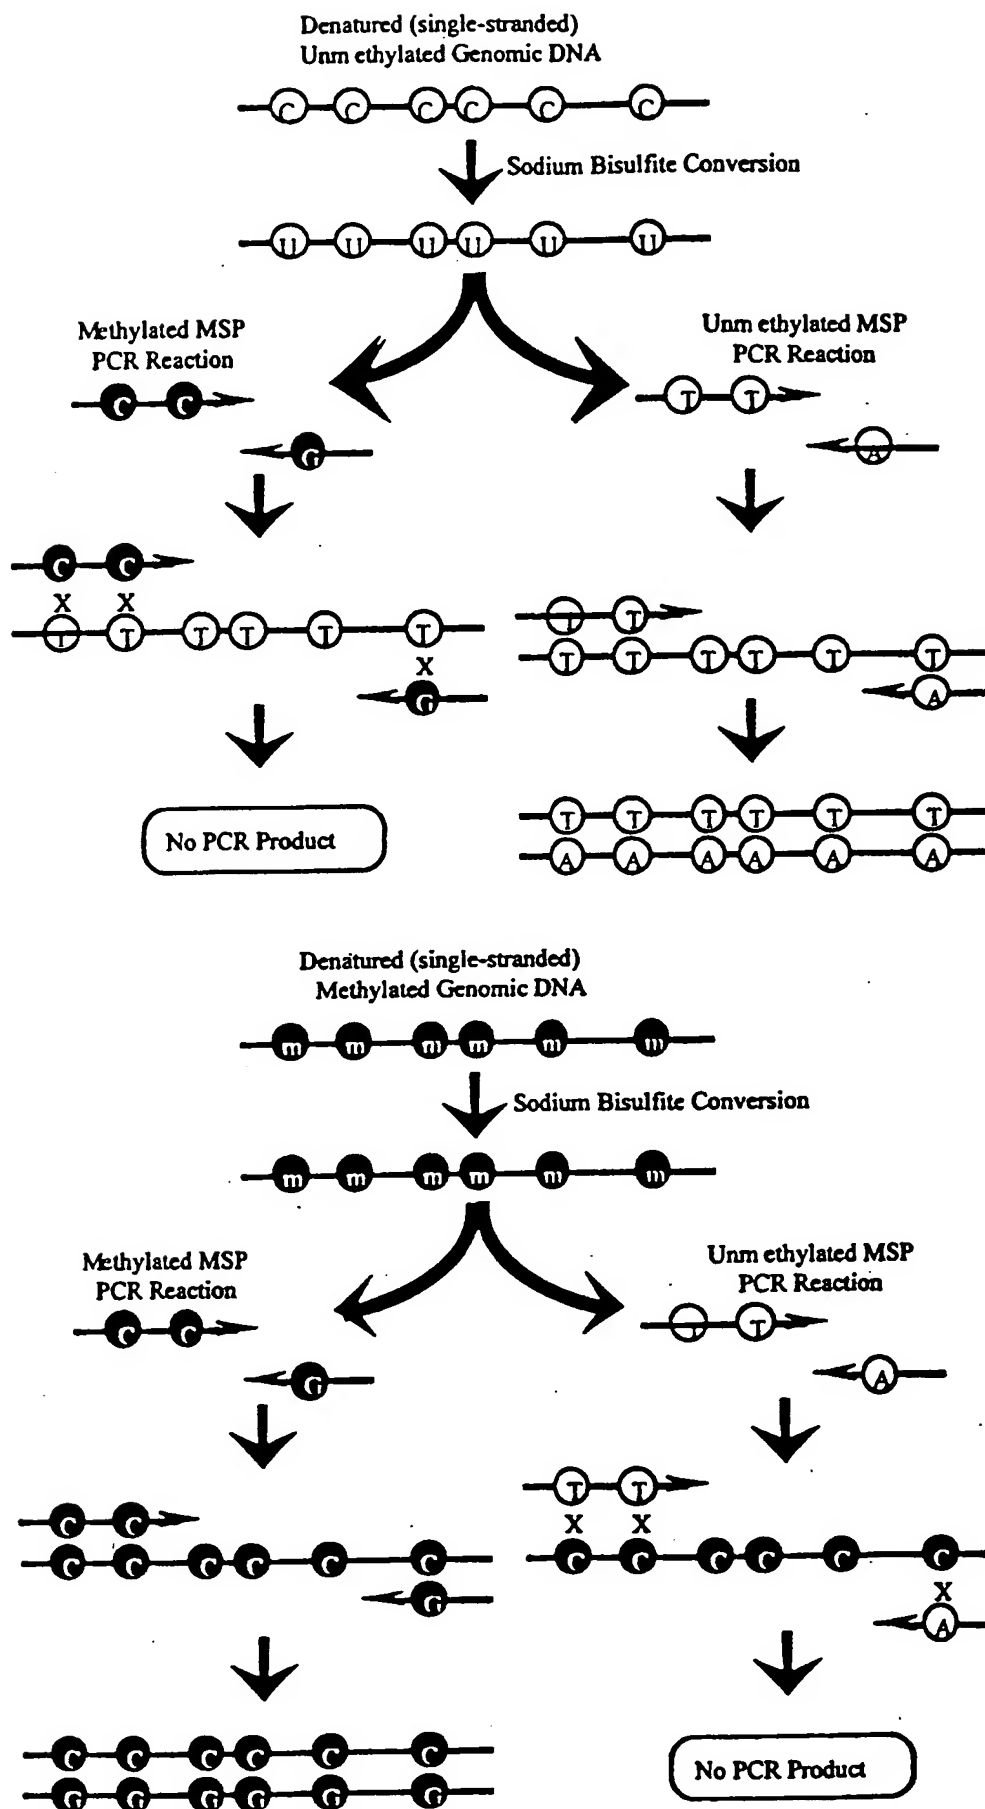 Denatured (single-stranded)
Unm ethylated Genomic DNA
C C C C C C
Sodium Bisulfite Conversion
U U U U U U
Methylated MSP
PCR Reaction
C C
G
Unm ethylated MSP
PCR Reaction
T T
A
C C
X X
T T T T T T
X
G
No PCR Product
T T
T T T T T T
A
T T T T T T
A A A A A A
Denatured (single-stranded)
Methylated Genomic DNA
m m m m m m
Sodium Bisulfite Conversion
m m m m m m
Methylated MSP
PCR Reaction
C C
G
Unm ethylated MSP
PCR Reaction
T T
A
C C
C C C C C C
G
C C C C C C
G G G G G G
T T
X X
C C C C C C
X
A
No PCR Product